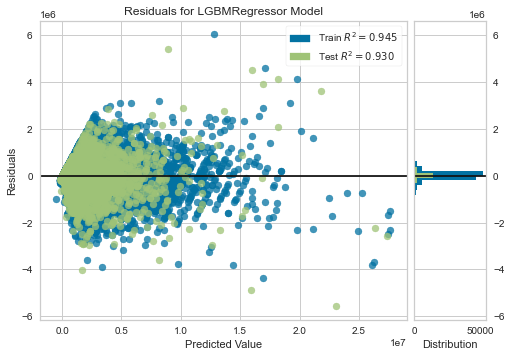 Residuals for LGBMRegressor Model
1e6
1e6
Train R² = 0.945
Test R² = 0.930
6
4
2
0
−2
−4
−6
6
4
2
0
−2
−4
−6
Residuals
0.0 0.5 1.0 1.5 2.0 2.5
1e7
0 50000
Predicted Value
Distribution